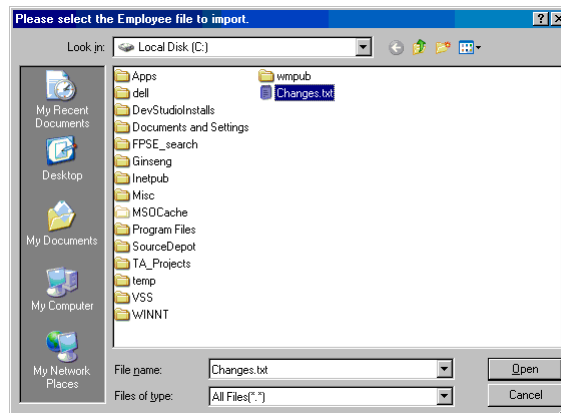 Please select the Employee file to import.
Look in: Local Disk (C:)
My Recent Documents
Desktop
My Documents
My Computer
My Network Places
Apps
dell
DevStudioInstalls
Documents and Settings
FPSE_search
Ginseng
Inetpub
Misc
MSOCache
Program Files
SourceDepot
TA_Projects
temp
VSS
WINNT
wmpub
Changes.txt
File name: Changes.txt Open
Files of type: All Files(*.*) Cancel